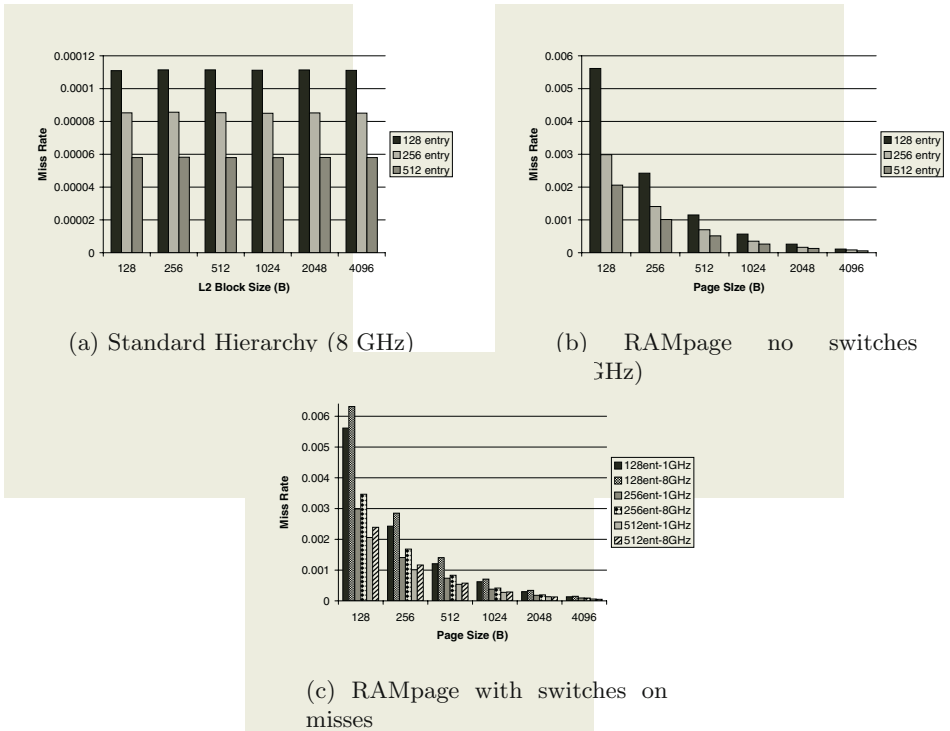 0.00012
0.0001
0.00008
0.00006
0.00004
0.00002
0
Miss Rate
128 256 512 1024 2048 4096
L2 Block Size (B)
128 entry
256 entry
512 entry
(a) Standard Hierarchy (8 GHz)
0.006
0.005
0.004
0.003
0.002
0.001
0
Miss Rate
128 256 512 1024 2048 4096
Page SIze (B)
128 entry
256 entry
512 entry
(b) RAMpage no switches
GHz)
0.006
0.005
0.004
0.003
0.002
0.001
0
Miss Rate
128 256 512 1024 2048 4096
Page Size (B)
128ent-1GHz
128ent-8GHz
256ent-1GHz
256ent-8GHz
512ent-1GHz
512ent-8GHz
(c) RAMpage with switches on
misses